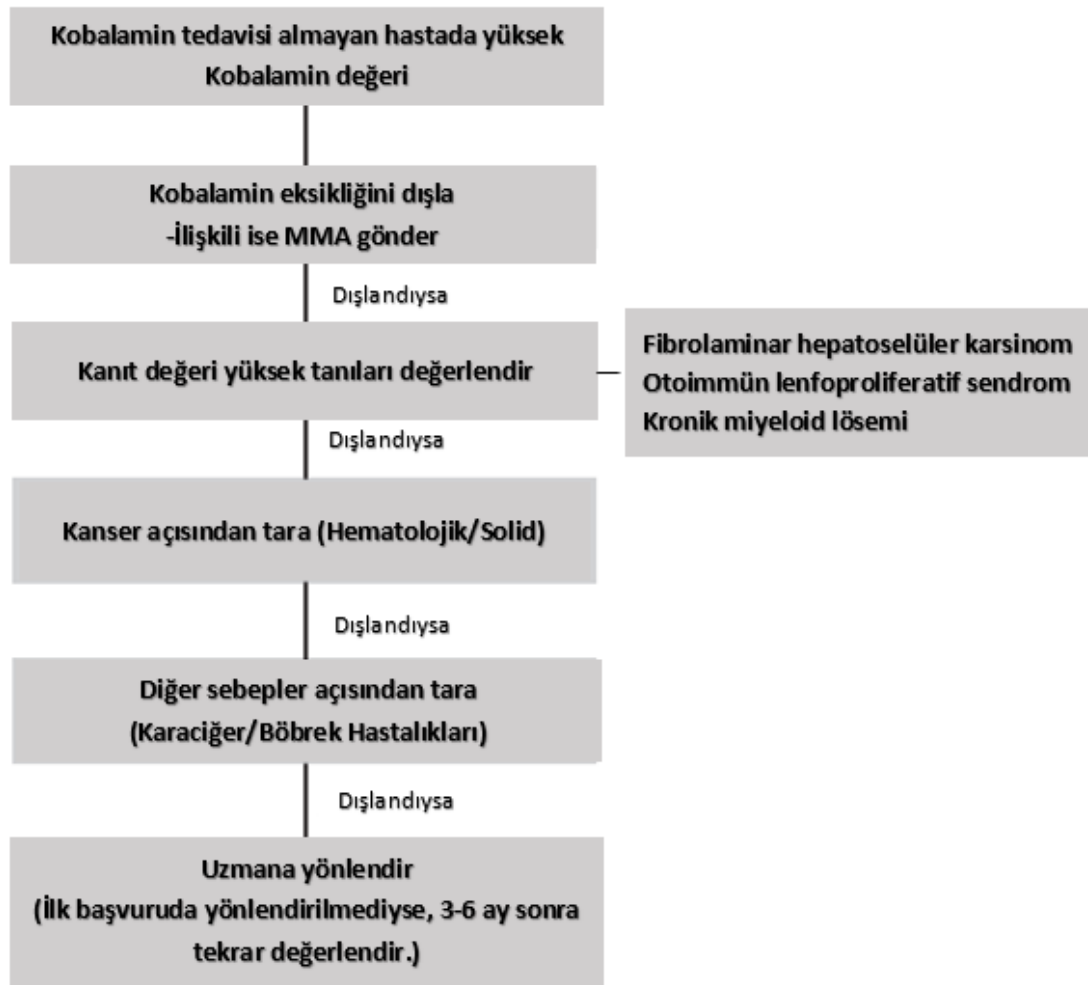 Kobalamin tedavisi almayan hastada yüksek
Kobalamin değeri
Kobalamin eksikliğini dışla
-İlişkili ise MMA gönder
Dışlandıysa
Kanıt değeri yüksek tanıları değerlendir
Fibrolaminar hepatoselüler karsinom
Otoimmün lenfoproliferatif sendrom
Kronik miyeloid lösemi
Dışlandıysa
Kanser açısından tara (Hematolojik/Solid)
Dışlandıysa
Diğer sebepler açısından tara
(Karaciğer/Böbrek Hastalıkları)
Dışlandıysa
Uzmana yönlendir
(İlk başvuruda yönlendirilmediyse, 3-6 ay sonra
tekrar değerlendir.)